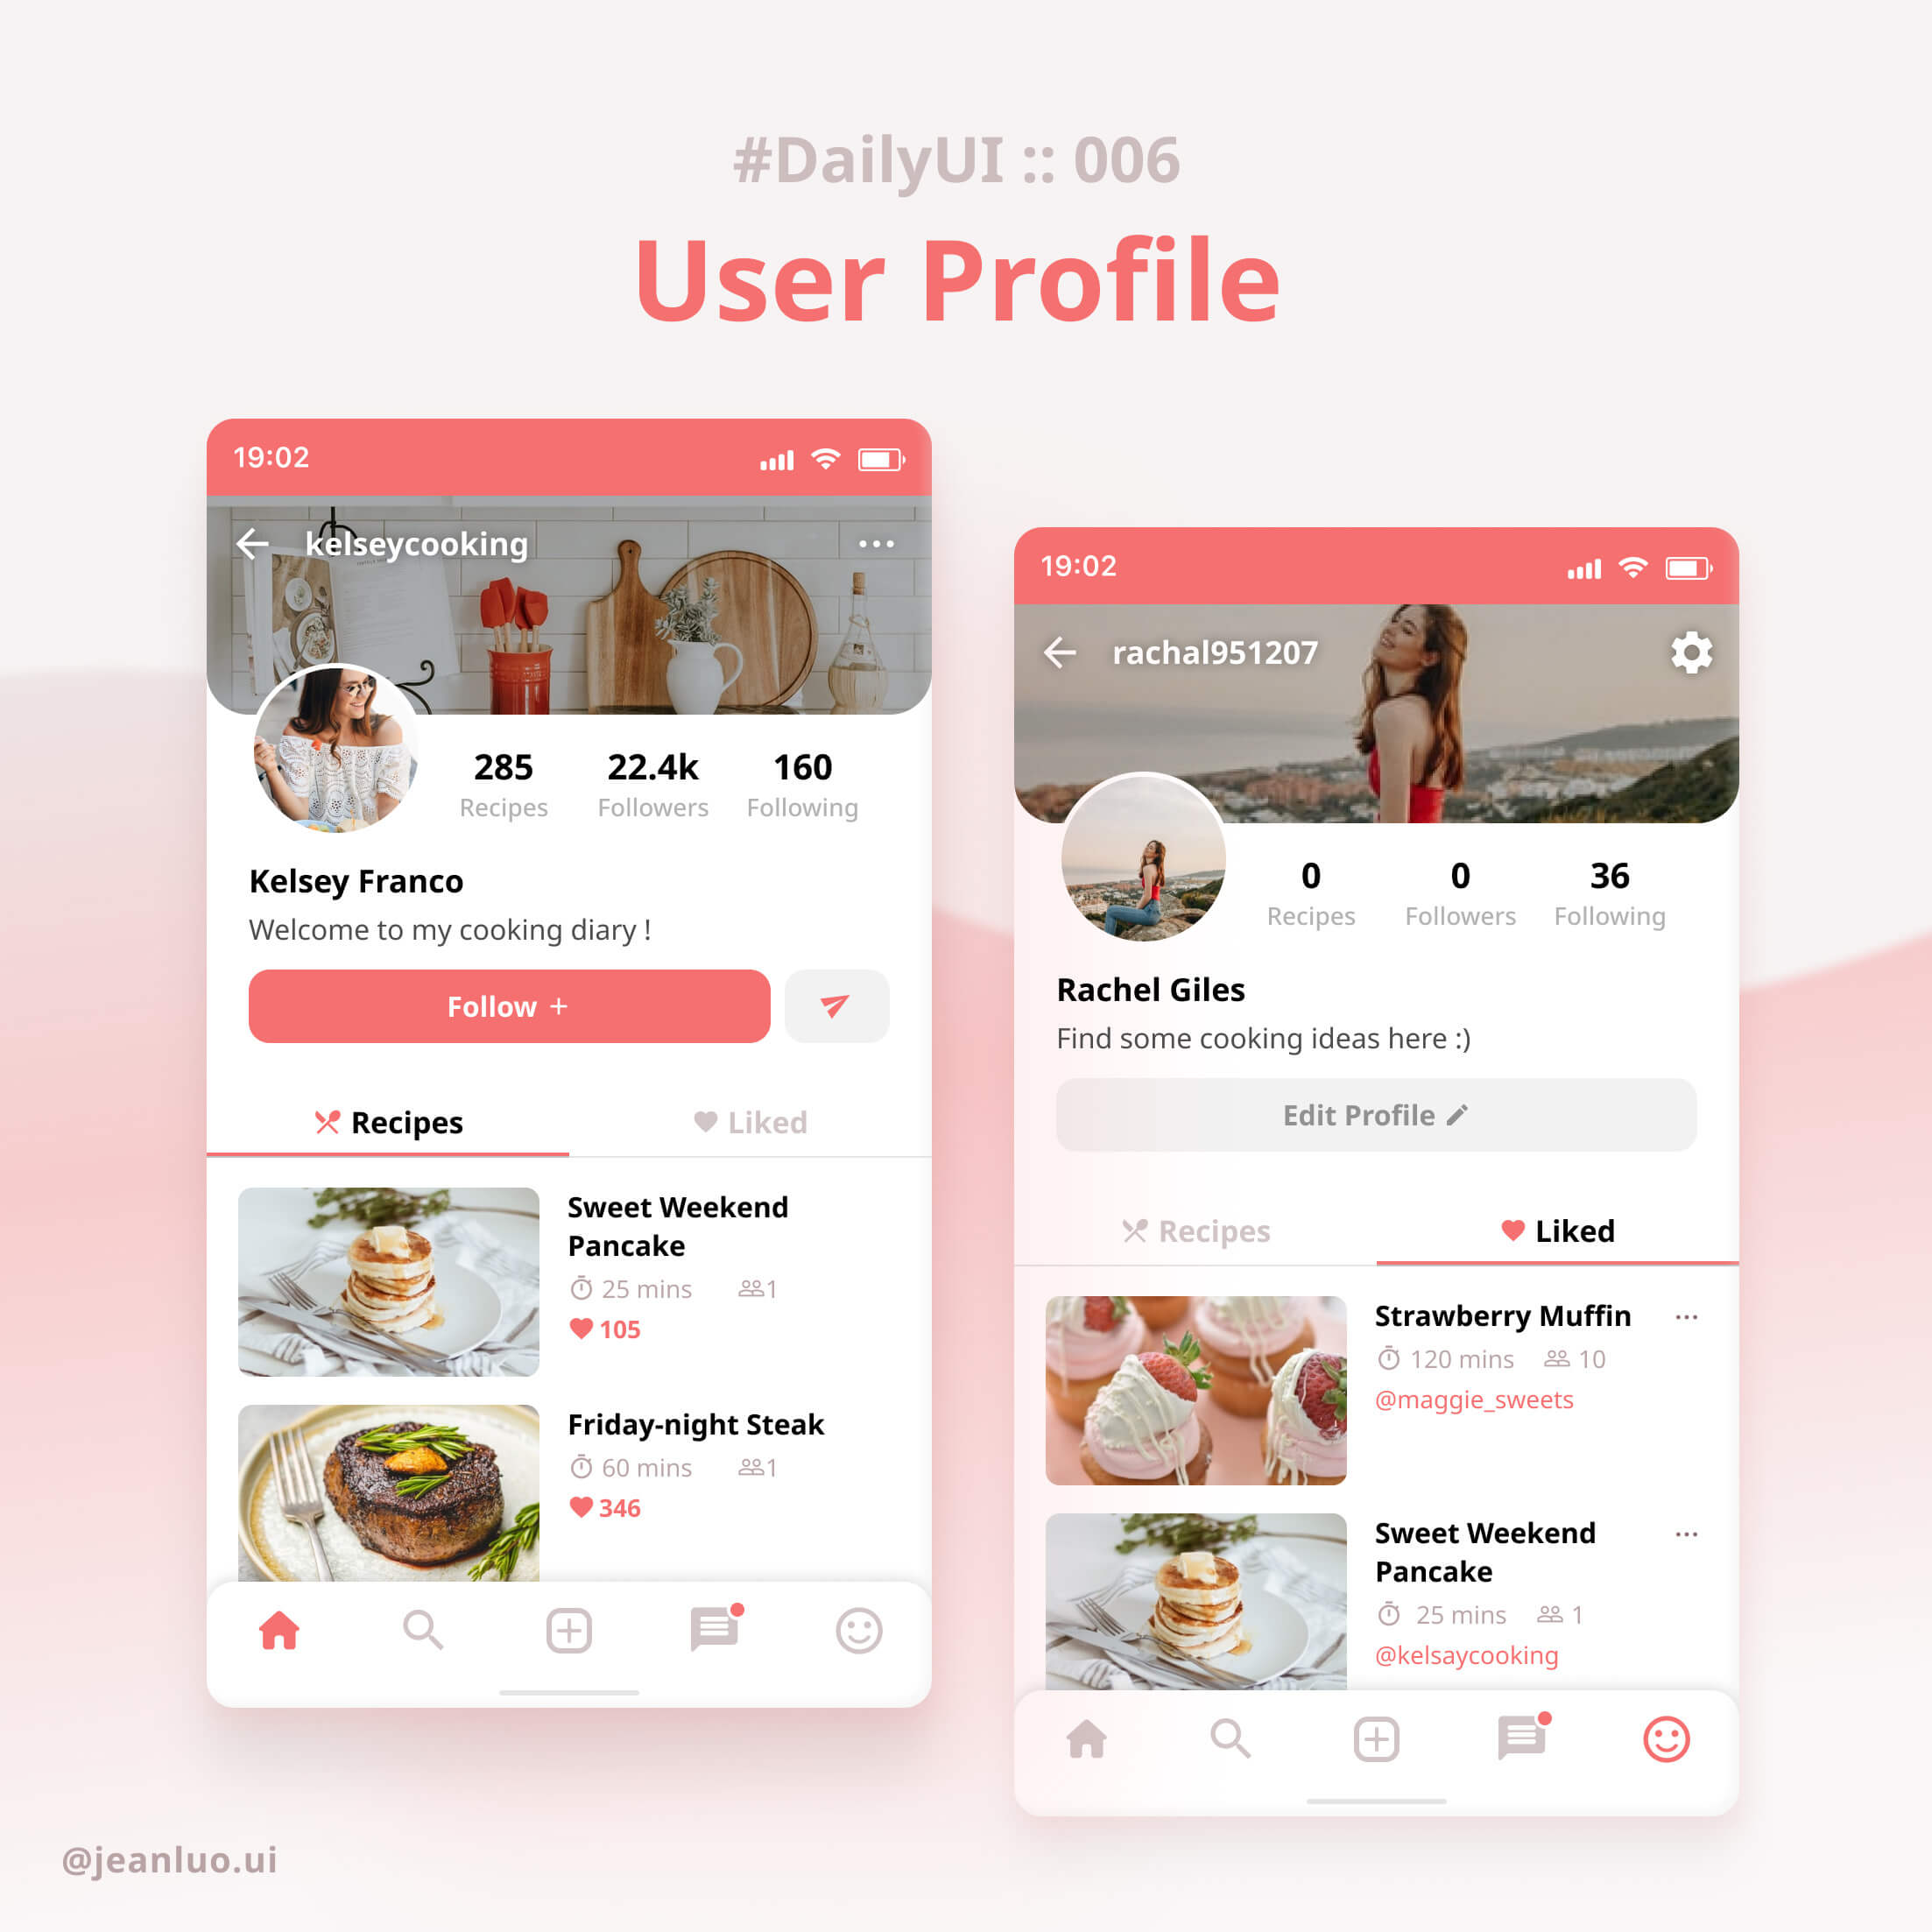 #DailyUI :: 006
User Profile
19:02
kelseycooking
285
22.4k
160
Recipes
Followers
Following
Kelsey Franco
Welcome to my cooking diary !
Follow +
Recipes
Liked
Sweet Weekend
Pancake
25 mins
1
105
Friday-night Steak
60 mins
1
346
19:02
rachal951207
0
0
36
Recipes
Followers
Following
Rachel Giles
Find some cooking ideas here :)
Edit Profile
Recipes
Liked
Strawberry Muffin
120 mins
10
@maggie_sweets
Sweet Weekend
Pancake
25 mins
1
@kelsaycooking
@jeanluo.ui